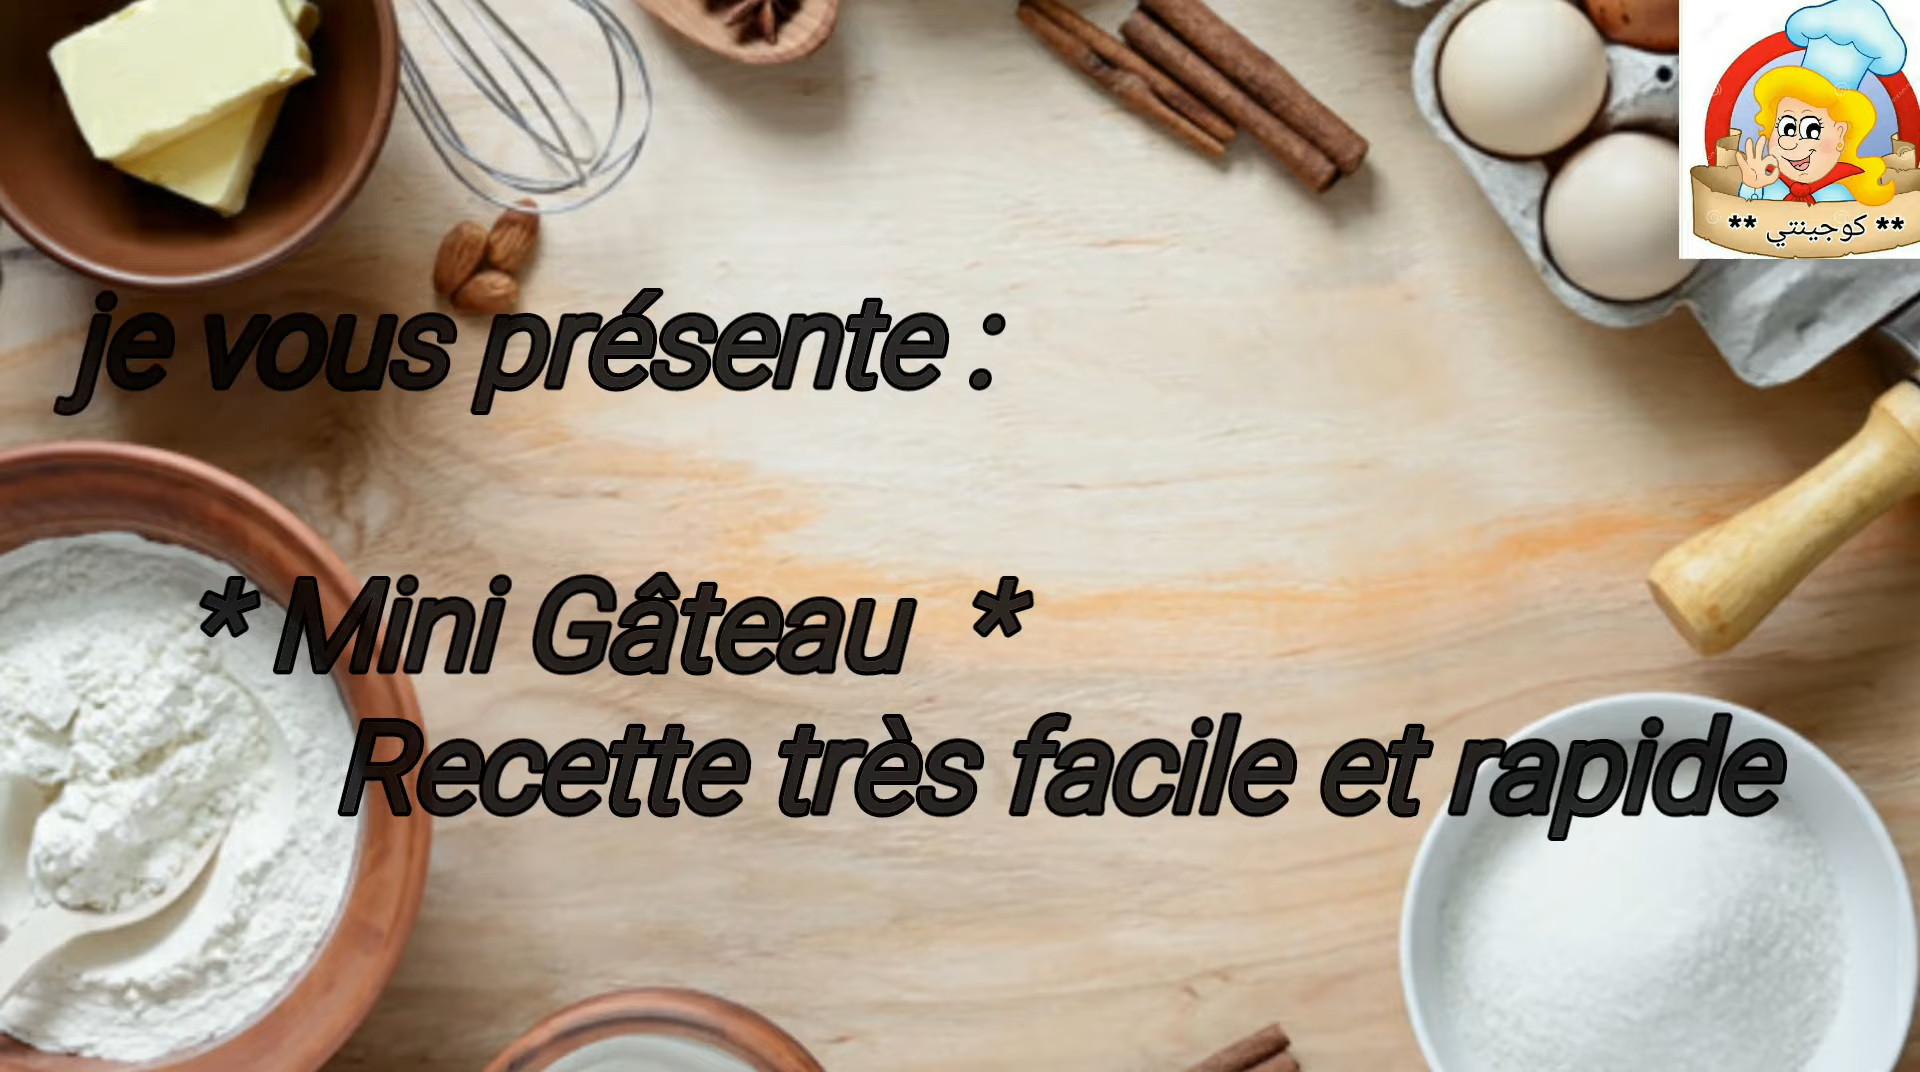 ** كوجينتي **
je vous présente :
* Mini Gâteau *
Recette très facile et rapide